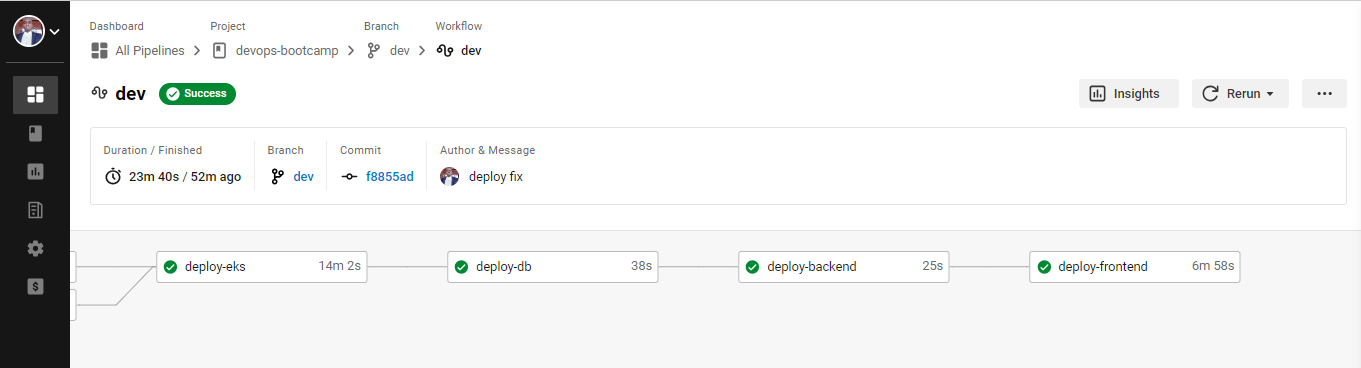 Dashboard Project Branch Workflow
All Pipelines devops-bootcamp dev dev
dev Success Insights Rerun
Duration / Finished Branch Commit Author & Message
23m 40s / 52m ago dev f8855ad deploy fix
deploy-eks 14m 2s deploy-db 38s deploy-backend 25s deploy-frontend 6m 58s